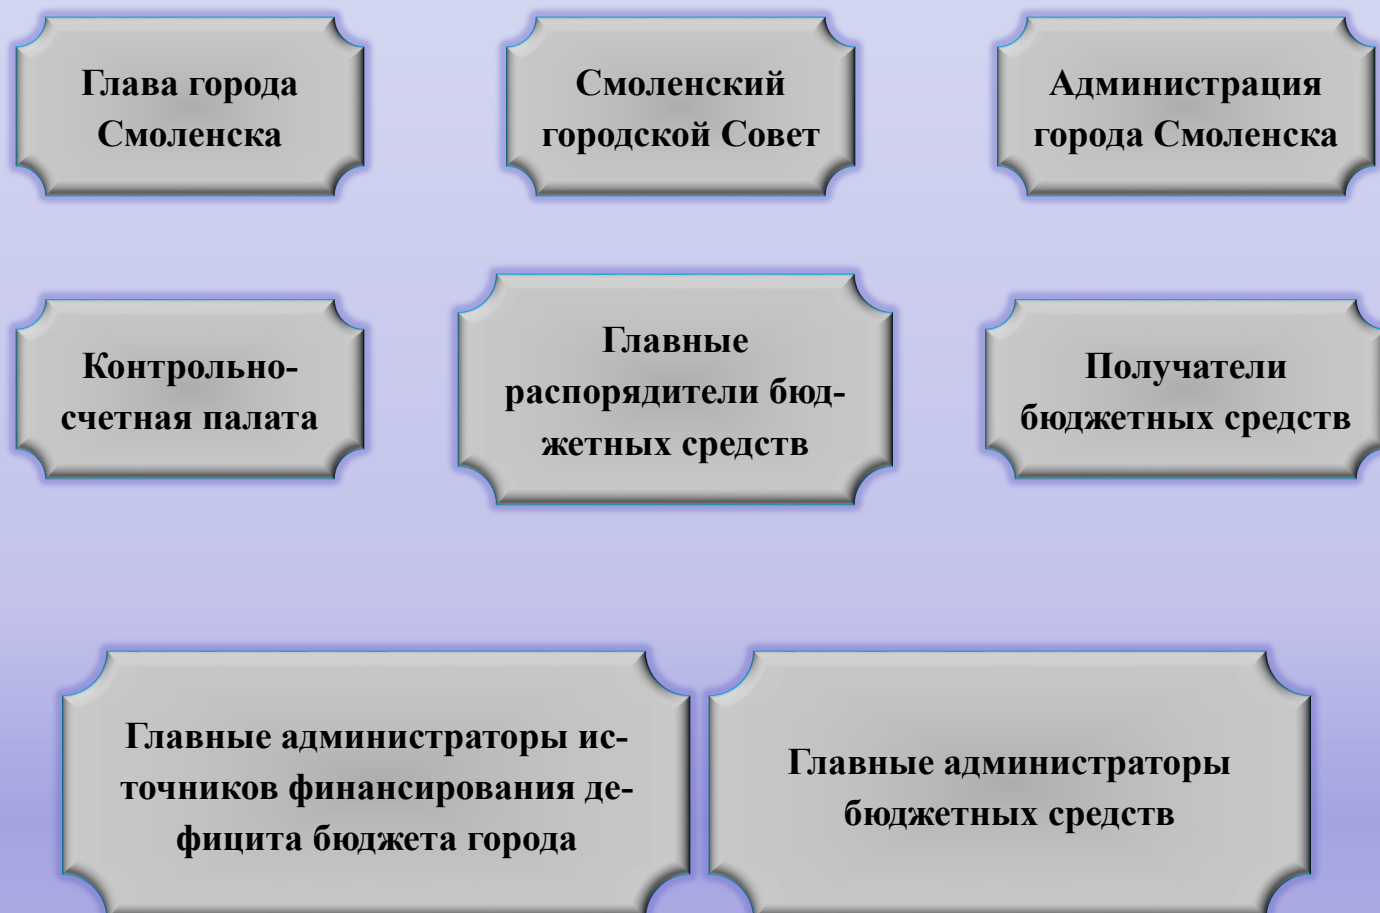 Глава города
Смоленска
Смоленский
городской Совет
Администрация
города Смоленска
Контрольно-
счетная палата
Главные
распорядители бюд-
жетных средств
Получатели
бюджетных средств
Главные администраторы ис-
точников финансирования де-
фицита бюджета города
Главные администраторы
бюджетных средств